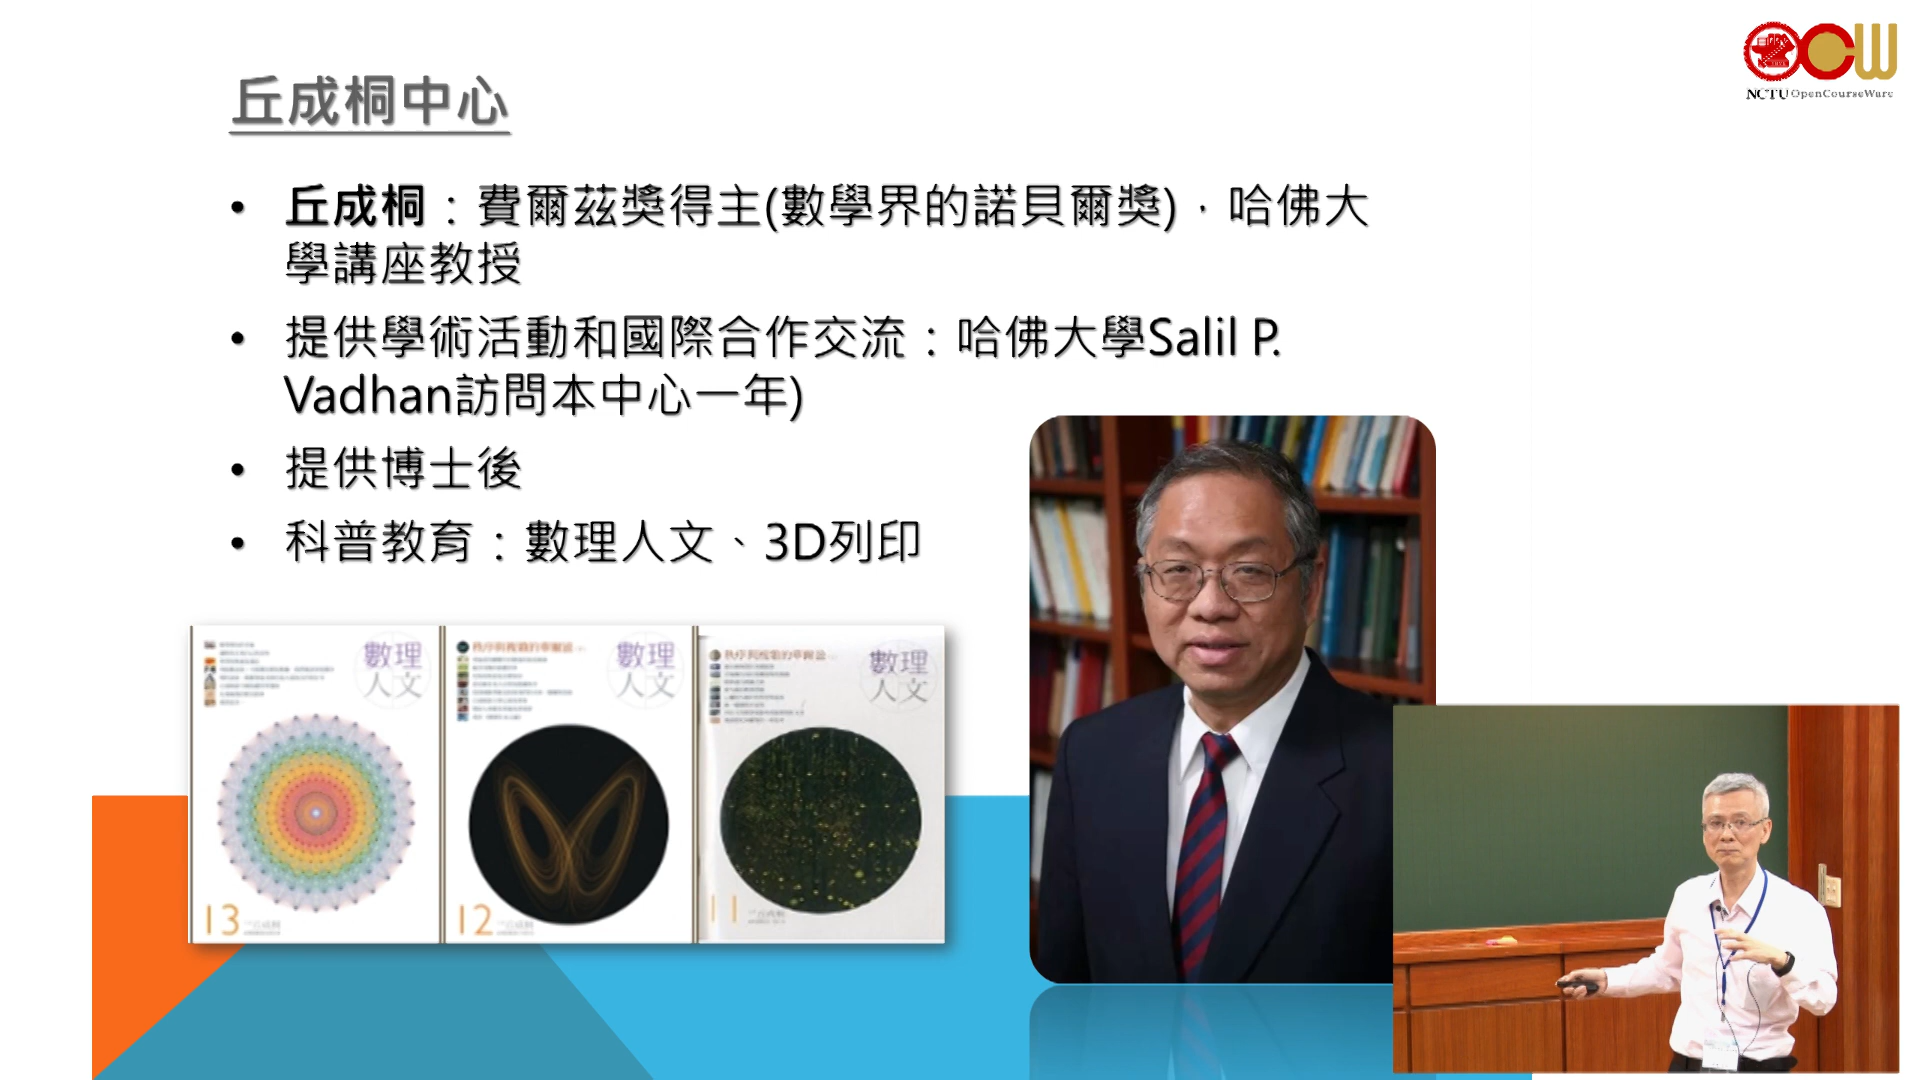 NCTU OpenCourseWare
丘成桐中心
• 丘成桐：費爾茲獎得主(數學界的諾貝爾獎)，哈佛大
學講座教授
• 提供學術活動和國際合作交流：哈佛大學Salil P.
Vadhan訪問本中心一年)
• 提供博士後
• 科普教育：數理人文、3D列印
數理
人文
13
數理
人文
12
數理
人文
11